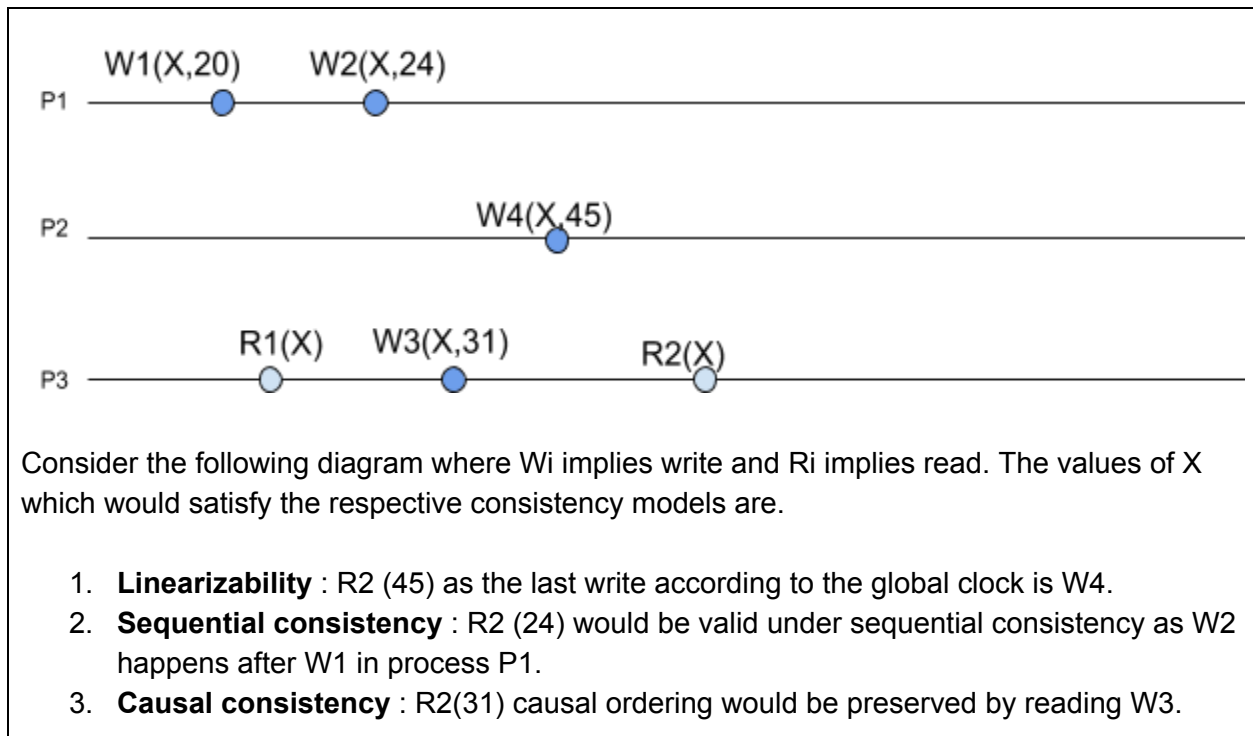 W1(X,20) W2(X,24)
P1
W4(X,45)
P2
R1(X) W3(X,31) R2(X)
P3
Consider the following diagram where Wi implies write and Ri implies read. The values of X
which would satisfy the respective consistency models are.
1. Linearizability : R2 (45) as the last write according to the global clock is W4.
2. Sequential consistency : R2 (24) would be valid under sequential consistency as W2
happens after W1 in process P1.
3. Causal consistency : R2(31) causal ordering would be preserved by reading W3.